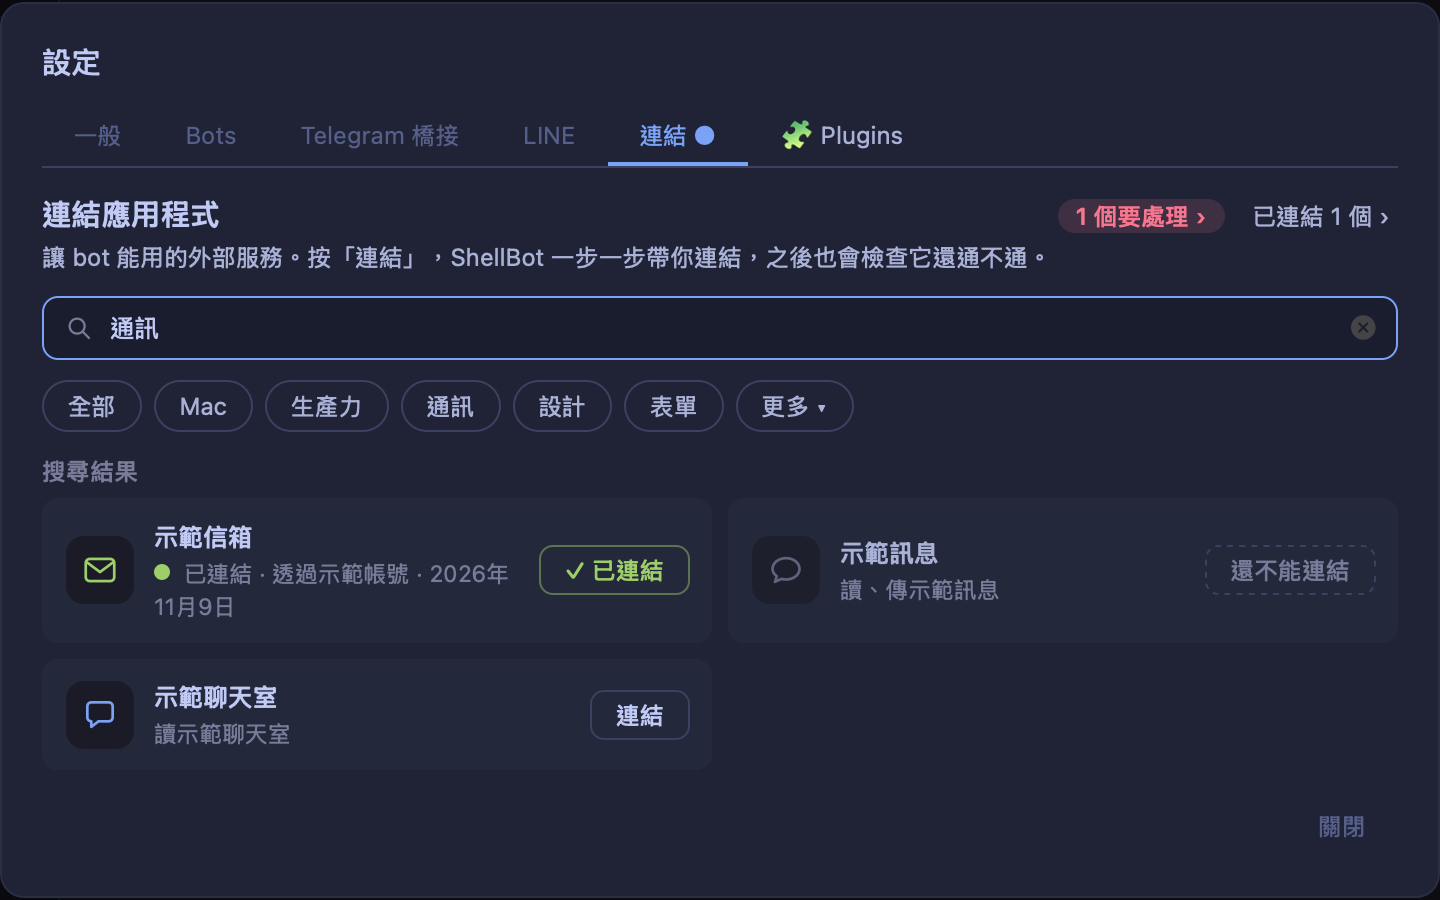 設定
一般 Bots Telegram 橋接 LINE 連結 Plugins
連結應用程式
1 個要處理 › 已連結 1 個 ›
讓 bot 能用的外部服務。按「連結」，ShellBot 一步一步帶你連結，之後也會檢查它還通不通。
通訊
全部 Mac 生產力 通訊 設計 表單 更多 ▾
搜尋結果
示範信箱
已連結 · 透過示範帳號 · 2026年
11月9日
✓ 已連結
示範訊息
讀、傳示範訊息
還不能連結
示範聊天室
讀示範聊天室
連結
關閉